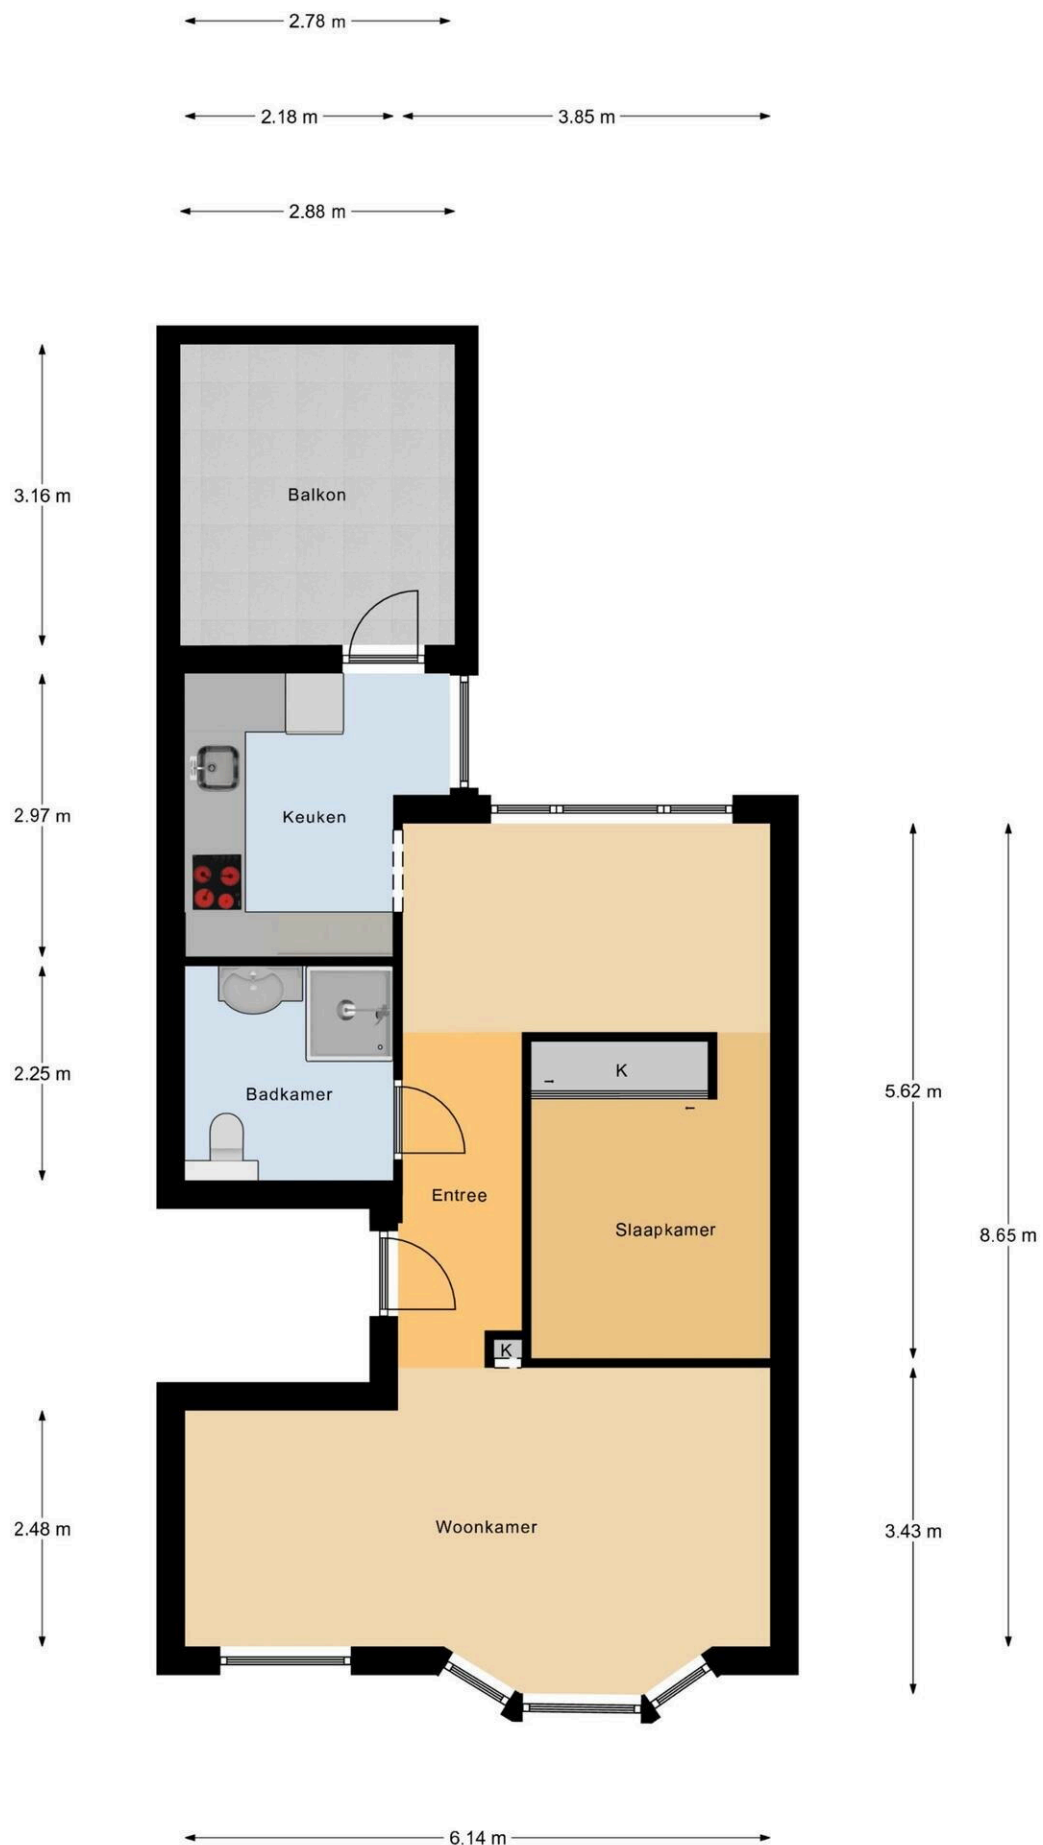 2.78 m
2.18 m
3.85 m
2.88 m
3.16 m
Balkon
2.97 m
Keuken
2.25 m
Badkamer
K
5.62 m
Entree
Slaapkamer
8.65 m
K
2.48 m
Woonkamer
3.43 m
6.14 m